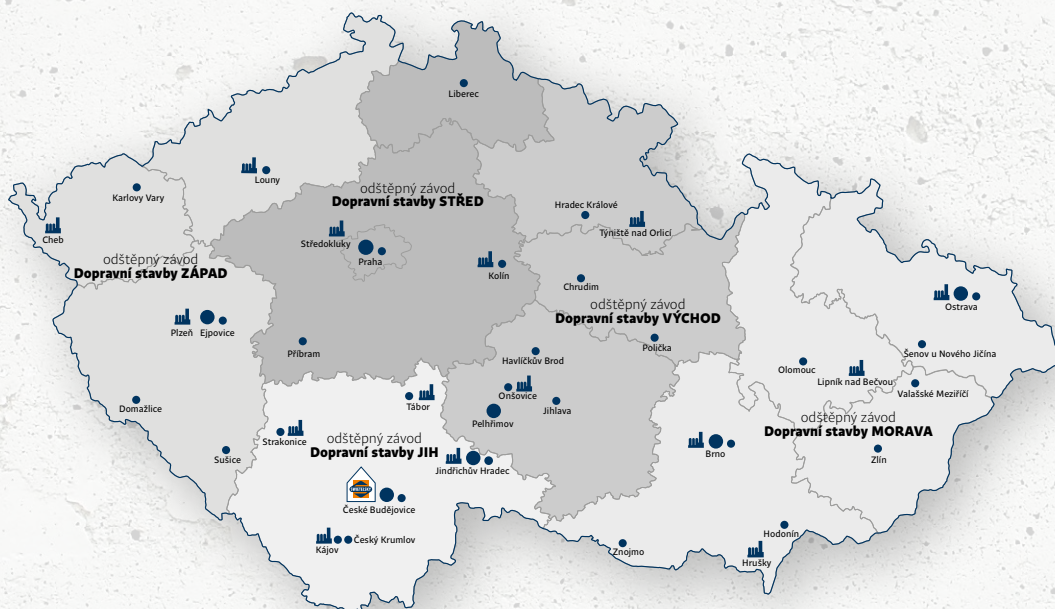 Liberec
Louny
Karlovy Vary
Cheb
odštěpný závod
Dopravní stavby STŘED
Středokluky
Praha
Kolín
Hradec Králové
Týniště nad Orlicí
odštěpný závod
Dopravní stavby ZÁPAD
Plzeň
Ejpovice
Příbram
Domažlice
Sušice
Chrudim
odštěpný závod
Dopravní stavby VÝCHOD
Polička
Havlíčkův Brod
Onšovice
Jihlava
Pelhřimov
Ostrava
Šenov u Nového Jičína
Olomouc
Lipník nad Bečvou
Valašské Meziříčí
odštěpný závod
Dopravní stavby MORAVA
Zlín
Brno
Tábor
Strakonice
odštěpný závod
Dopravní stavby JIH
Jindřichův Hradec
SWIETELSKY
České Budějovice
Kájov
Český Krumlov
Znojmo
Hodonín
Hrušky